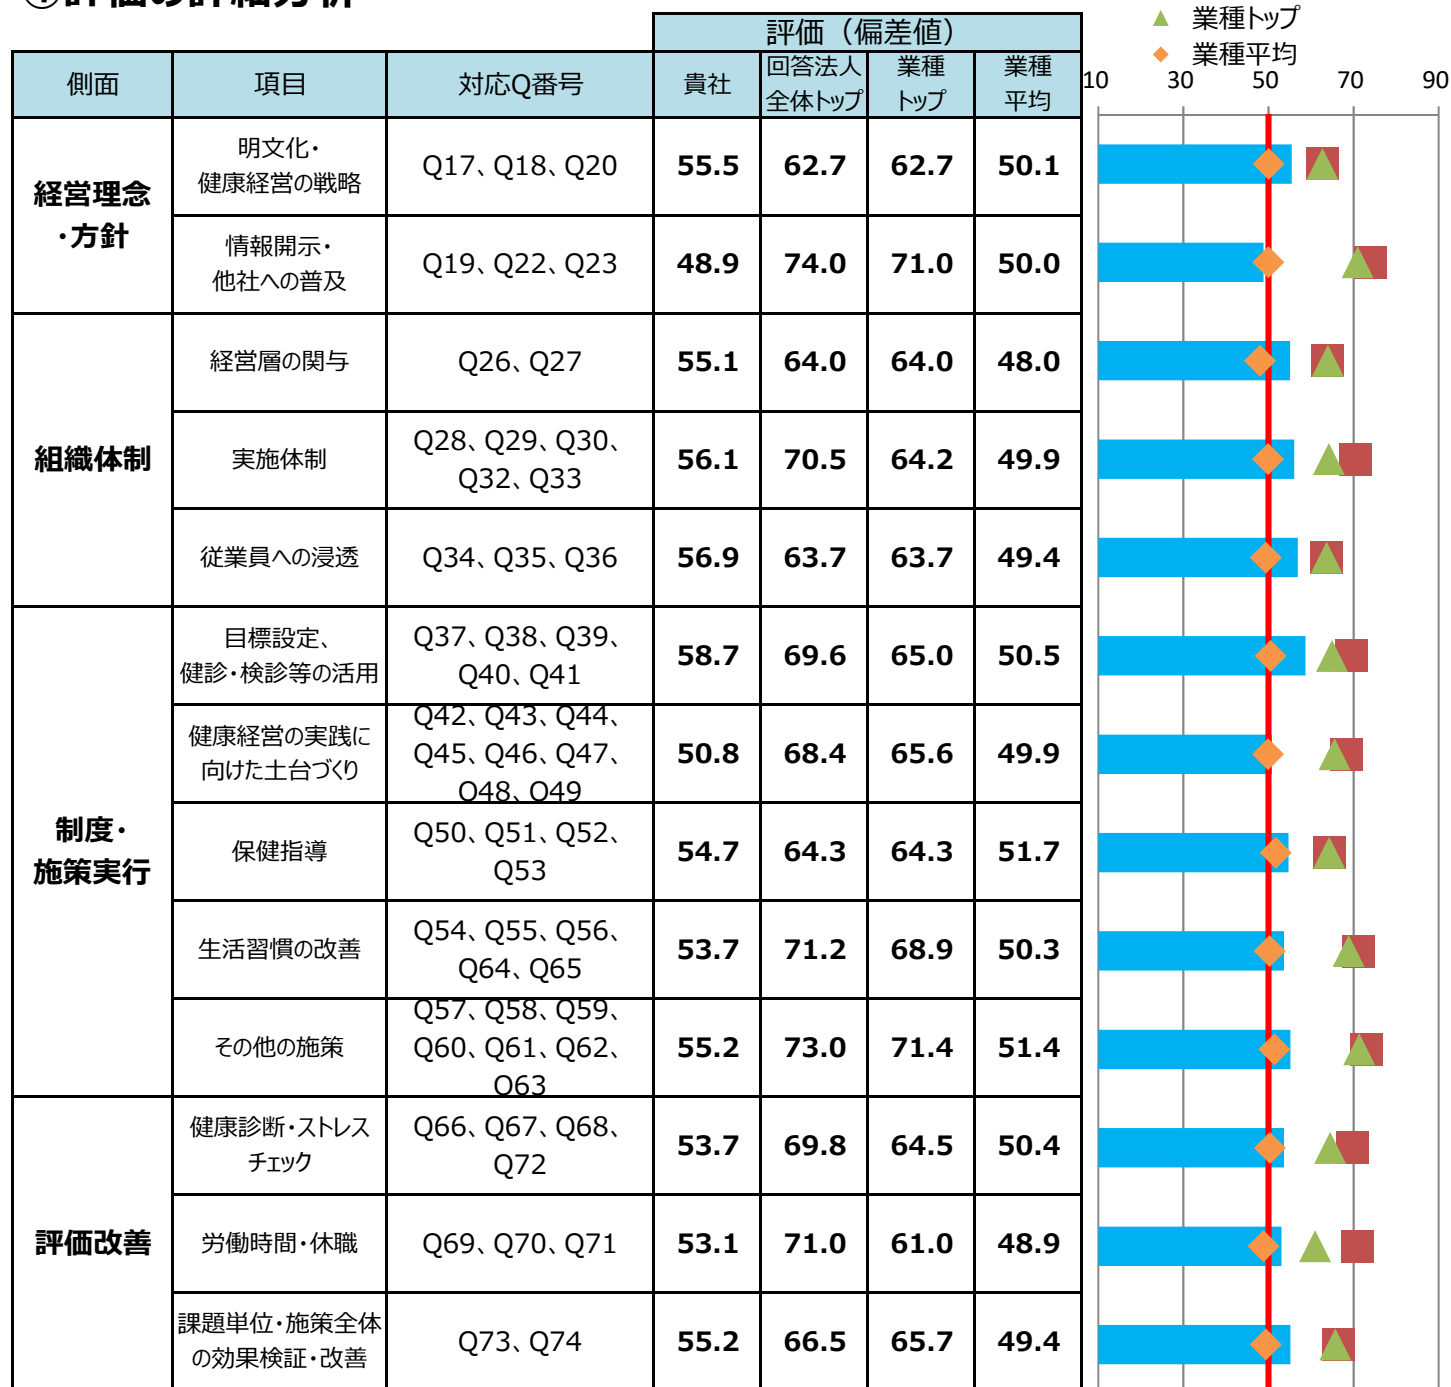 ①評価の詳細分析
▲ 業種トップ
◆ 業種平均
評価（偏差値）
側面 項目 対応Q番号 貴社 回答法人全体トップ 業種トップ 業種平均
10 30 50 70 90
経営理念・方針
明文化・
健康経営の戦略
Q17、Q18、Q20
55.5 62.7 62.7 50.1
情報開示・
他社への普及
Q19、Q22、Q23
48.9 74.0 71.0 50.0
組織体制
経営層の関与
Q26、Q27
55.1 64.0 64.0 48.0
実施体制
Q28、Q29、Q30、
Q32、Q33
56.1 70.5 64.2 49.9
従業員への浸透
Q34、Q35、Q36
56.9 63.7 63.7 49.4
制度・
施策実行
目標設定、
健診・検診等の活用
Q37、Q38、Q39、
Q40、Q41
58.7 69.6 65.0 50.5
健康経営の実践に
向けた土台づくり
Q42、Q43、Q44、
Q45、Q46、Q47、
Q48、Q49
50.8 68.4 65.6 49.9
保健指導
Q50、Q51、Q52、
Q53
54.7 64.3 64.3 51.7
生活習慣の改善
Q54、Q55、Q56、
Q64、Q65
53.7 71.2 68.9 50.3
その他の施策
Q57、Q58、Q59、
Q60、Q61、Q62、
Q63
55.2 73.0 71.4 51.4
評価改善
健康診断・ストレス
チェック
Q66、Q67、Q68、
Q72
53.7 69.8 64.5 50.4
労働時間・休職
Q69、Q70、Q71
53.1 71.0 61.0 48.9
課題単位・施策全体
の効果検証・改善
Q73、Q74
55.2 66.5 65.7 49.4